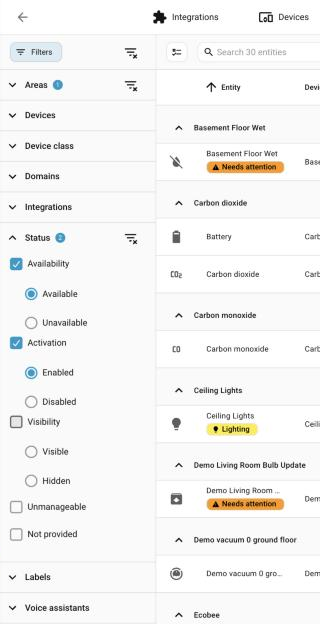 Integrations
Devices
Filters
Search 30 entities
Areas 1
Devices
Device class
Domains
Integrations
Status 2
Availability
Available
Unavailable
Activation
Enabled
Disabled
Visibility
Visible
Hidden
Unmanageable
Not provided
Labels
Voice assistants
Entity Devi
Basement Floor Wet
Basement Floor Wet
Needs attention
Base
Carbon dioxide
Battery Carb
CO2 Carbon dioxide Carb
Carbon monoxide
CO Carbon monoxide Carb
Ceiling Lights
Ceiling Lights
Lighting
Ceili
Demo Living Room Bulb Update
Demo Living Room ...
Needs attention
Dem
Demo vacuum 0 ground floor
Demo vacuum 0 gro... Dem
Ecobee